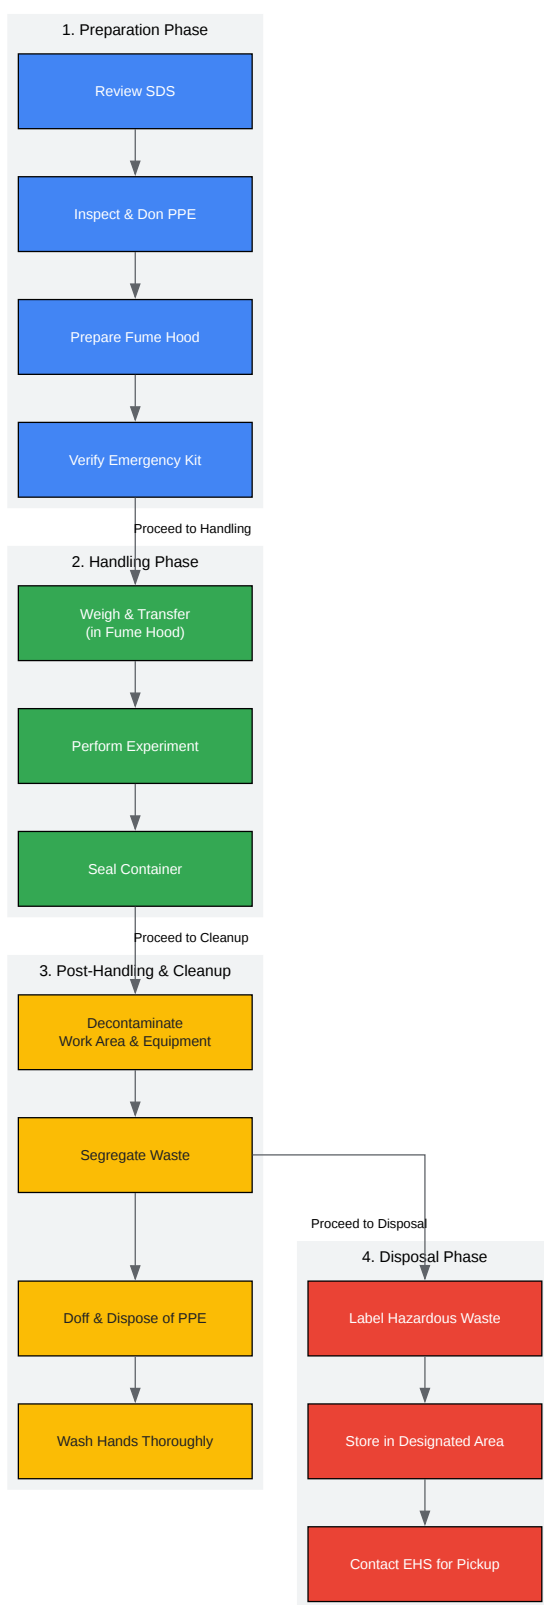 1. Preparation Phase
Review SDS
Inspect & Don PPE
Prepare Fume Hood
Verify Emergency Kit
Proceed to Handling
2. Handling Phase
Weigh & Transfer
(in Fume Hood)
Perform Experiment
Seal Container
Proceed to Cleanup
3. Post-Handling & Cleanup
Decontaminate
Work Area & Equipment
Segregate Waste
Doff & Dispose of PPE
Wash Hands Thoroughly
Proceed to Disposal
4. Disposal Phase
Label Hazardous Waste
Store in Designated Area
Contact EHS for Pickup